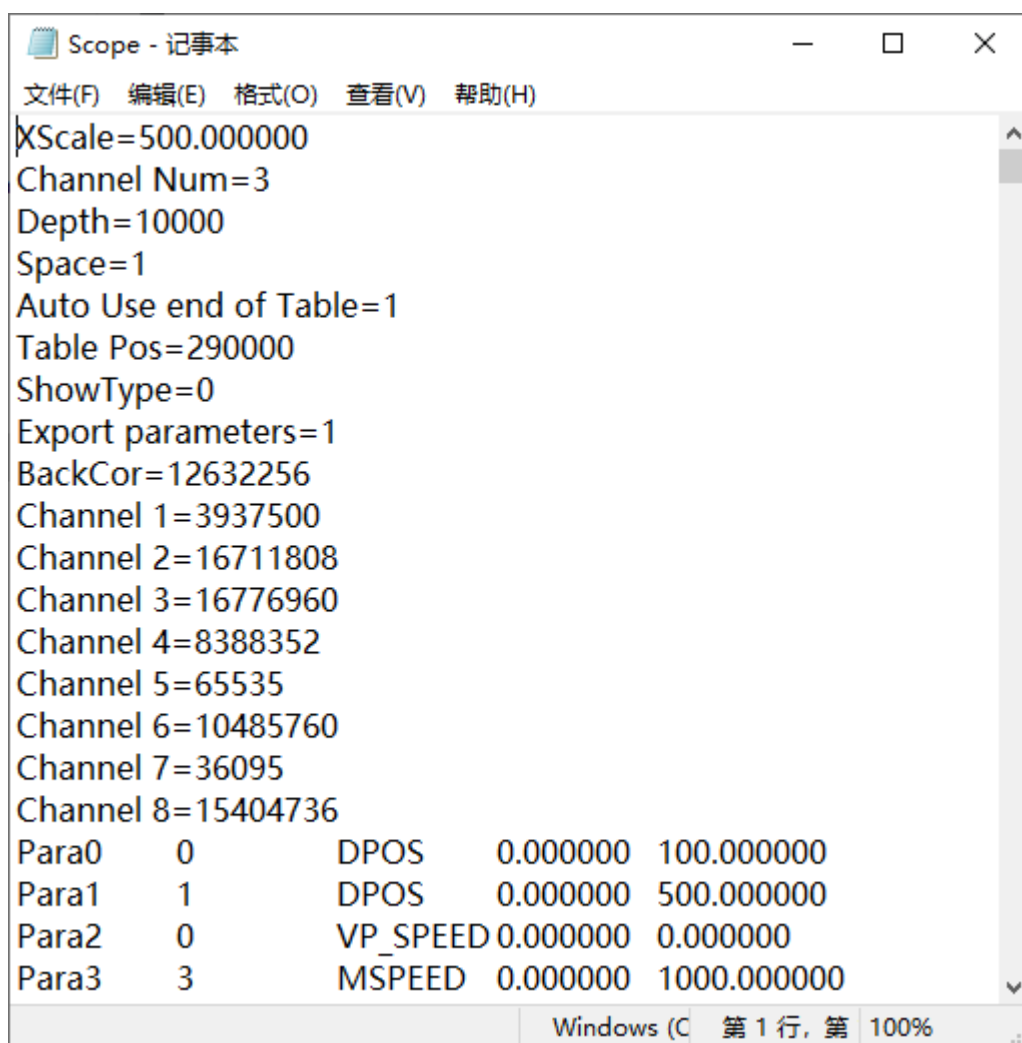 Scope - 记事本
文件(F) 编辑(E) 格式(O) 查看(V) 帮助(H)
XScale=500.000000
Channel Num=3
Depth=10000
Space=1
Auto Use end of Table=1
Table Pos=290000
ShowType=0
Export parameters=1
BackCor=12632256
Channel 1=3937500
Channel 2=16711808
Channel 3=16776960
Channel 4=8388352
Channel 5=65535
Channel 6=10485760
Channel 7=36095
Channel 8=15404736
Para0 0 DPOS 0.000000 100.000000
Para1 1 DPOS 0.000000 500.000000
Para2 0 VP_SPEED 0.000000 0.000000
Para3 3 MSPEED 0.000000 1000.000000
Windows (C 第 1 行, 第 100%